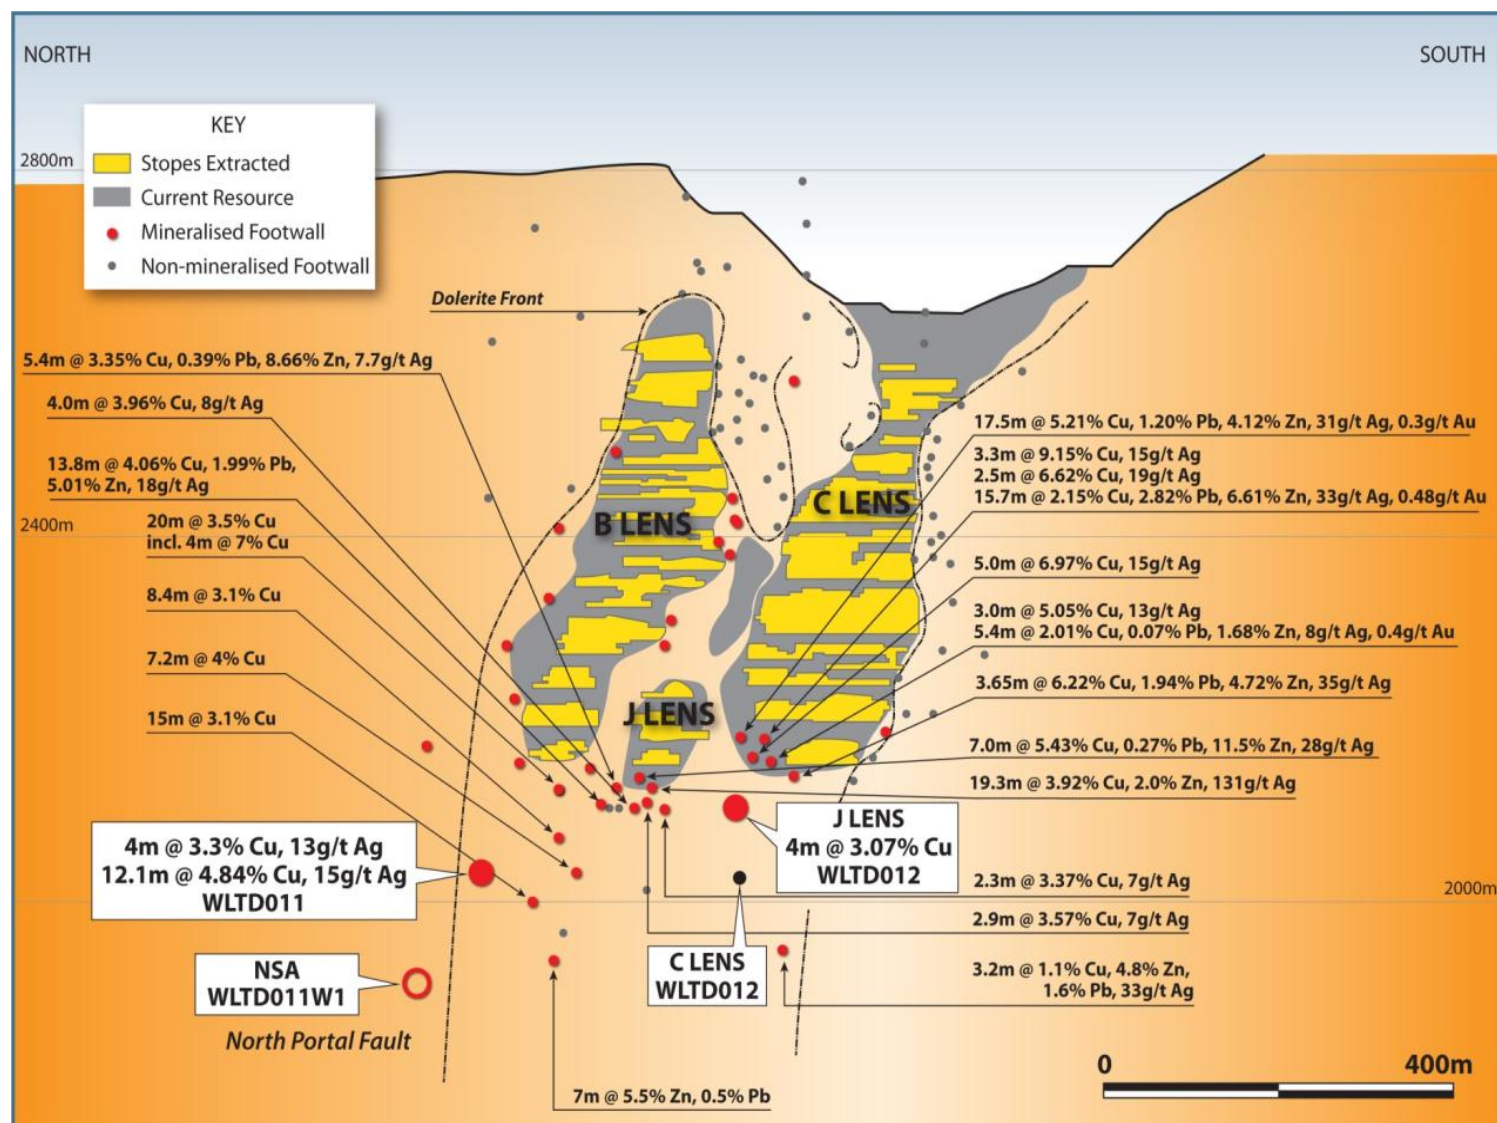 NORTH
SOUTH
KEY
Stopes Extracted
Current Resource
Mineralised Footwall
Non-mineralised Footwall
2800m
Dolerite Front
5.4m @ 3.35% Cu, 0.39% Pb, 8.66% Zn, 7.7g/t Ag
4.0m @ 3.96% Cu, 8g/t Ag
13.8m @ 4.06% Cu, 1.99% Pb,
5.01% Zn, 18g/t Ag
2400m
20m @ 3.5% Cu
incl. 4m @ 7% Cu
8.4m @ 3.1% Cu
7.2m @ 4% Cu
15m @ 3.1% Cu
B LENS
C LENS
J LENS
17.5m @ 5.21% Cu, 1.20% Pb, 4.12% Zn, 31g/t Ag, 0.3g/t Au
3.3m @ 9.15% Cu, 15g/t Ag
2.5m @ 6.62% Cu, 19g/t Ag
15.7m @ 2.15% Cu, 2.82% Pb, 6.61% Zn, 33g/t Ag, 0.48g/t Au
5.0m @ 6.97% Cu, 15g/t Ag
3.0m @ 5.05% Cu, 13g/t Ag
5.4m @ 2.01% Cu, 0.07% Pb, 1.68% Zn, 8g/t Ag, 0.4g/t Au
3.65m @ 6.22% Cu, 1.94% Pb, 4.72% Zn, 35g/t Ag
7.0m @ 5.43% Cu, 0.27% Pb, 11.5% Zn, 28g/t Ag
19.3m @ 3.92% Cu, 2.0% Zn, 131g/t Ag
4m @ 3.3% Cu, 13g/t Ag
12.1m @ 4.84% Cu, 15g/t Ag
WLTD011
J LENS
4m @ 3.07% Cu
WLTD012
2.3m @ 3.37% Cu, 7g/t Ag
2000m
2.9m @ 3.57% Cu, 7g/t Ag
NSA
WLTD011W1
C LENS
WLTD012
3.2m @ 1.1% Cu, 4.8% Zn,
1.6% Pb, 33g/t Ag
North Portal Fault
7m @ 5.5% Zn, 0.5% Pb
0
400m